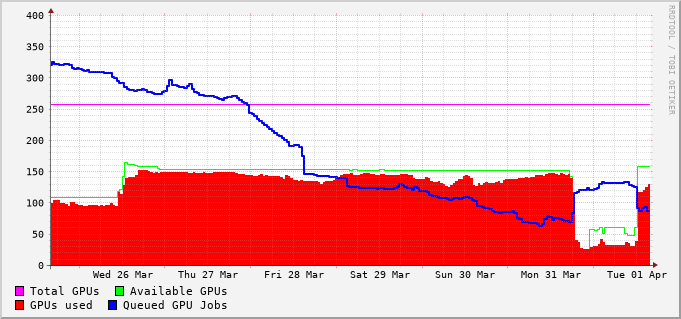 RRDTOOL / TOBI OETIKER
400
350
300
250
200
150
100
50
0
Wed 26 Mar Thu 27 Mar Fri 28 Mar Sat 29 Mar Sun 30 Mar Mon 31 Mar Tue 01 Apr
Total GPUs Available GPUs
GPUs used Queued GPU Jobs